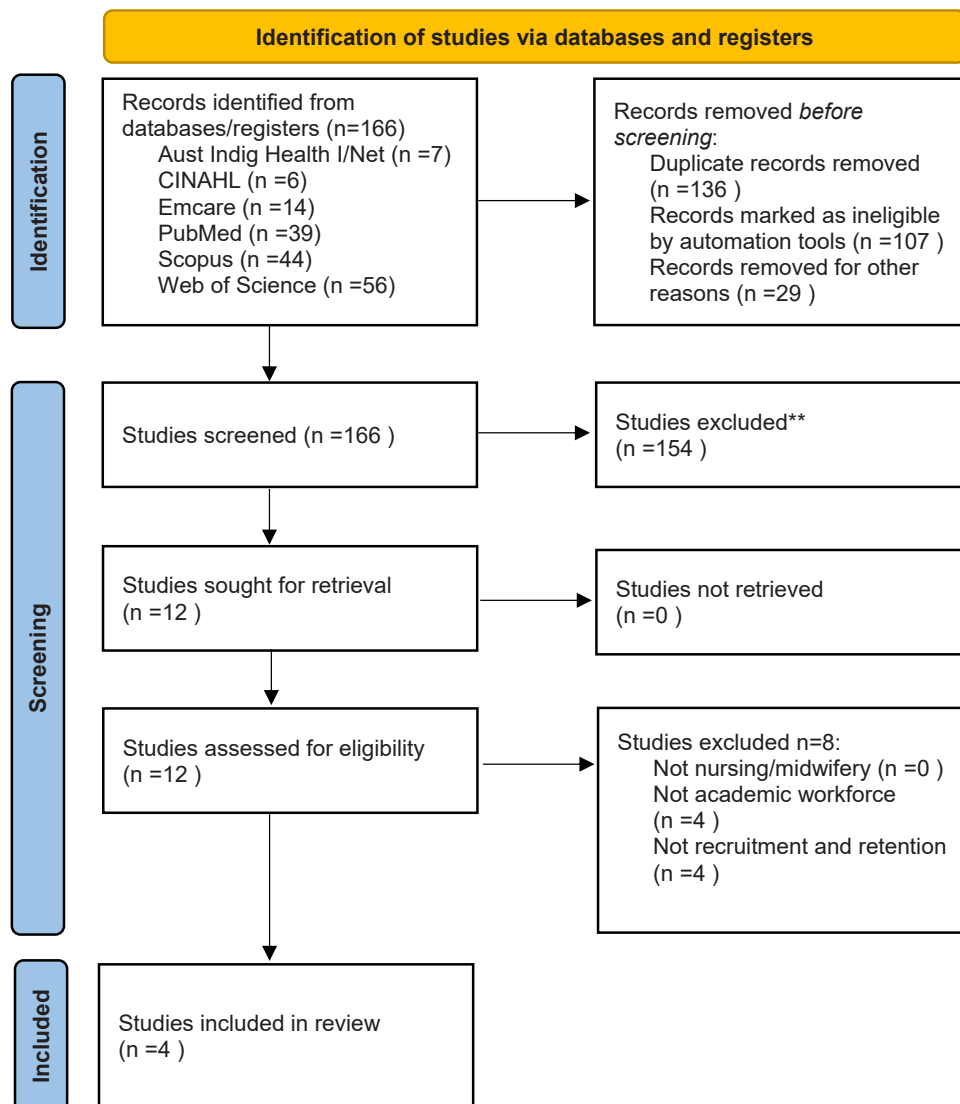 Identification of studies via databases and registers
Identification
Records identified from
databases/registers (n=166)
Aust Indig Health I/Net (n =7)
CINAHL (n =6)
Emcare (n =14)
PubMed (n =39)
Scopus (n =44)
Web of Science (n =56)
Records removed before
screening:
Duplicate records removed
(n =136 )
Records marked as ineligible
by automation tools (n =107 )
Records removed for other
reasons (n =29 )
Screening
Studies screened (n =166 )
Studies excluded**
(n =154 )
Studies sought for retrieval
(n =12 )
Studies not retrieved
(n =0 )
Studies assessed for eligibility
(n =12 )
Studies excluded n=8:
Not nursing/midwifery (n =0 )
Not academic workforce
(n =4 )
Not recruitment and retention
(n =4 )
Included
Studies included in review
(n =4 )